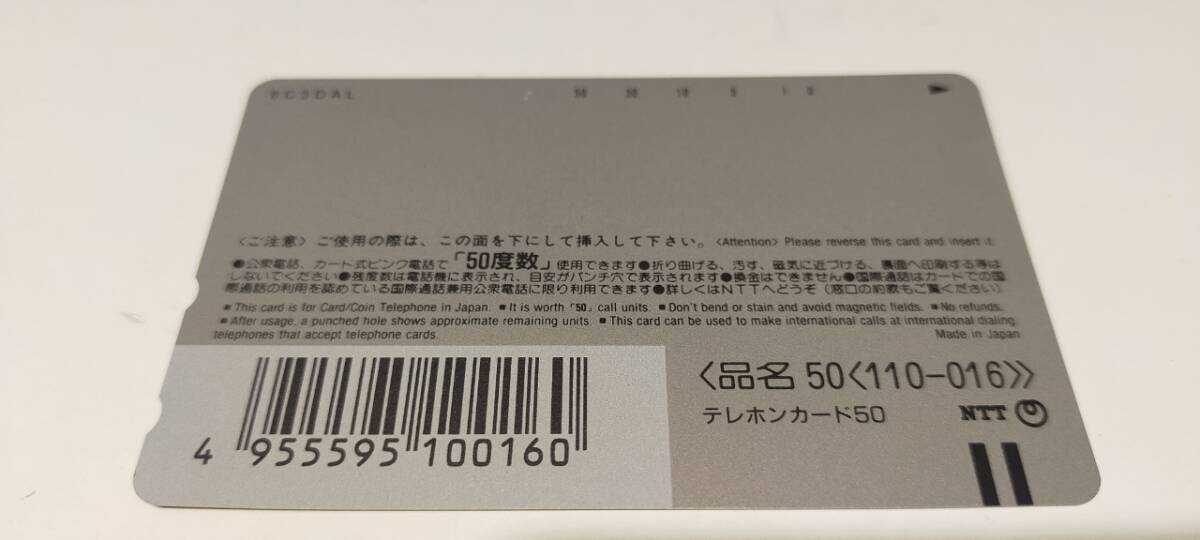 50 30 10 5 1 0
〈ご注意〉ご使用の際は、この面を下にして挿入して下さい。〈Attention〉Please reverse this card and insert it.
●公衆電話、カード式ピンク電話で「50度数」使用できます●折り曲げる、汚す、磁気に近づける、裏面へ印刷する等は
しないでください●残度数は電話機に表示され、目安がパンチ穴で表示されます●換金はできません●国際通話はカードでの国
際通話の利用を認めている国際通話兼用公衆電話に限り利用できます●詳しくはNTTへどうぞ（窓口の約款もご覧ください）
■This card is for Card/Coin Telephone in Japan. ■It is worth「50」call units. ■Don't bend or stain and avoid magnetic fields. ■No refunds.
■After usage, a punched hole shows approximate remaining units. ■This card can be used to make international calls at international dialing
telephones that accept telephone cards. Made in Japan
〈品名 50〈110-016〉〉
テレホンカード50 NTT
4 955595 100160